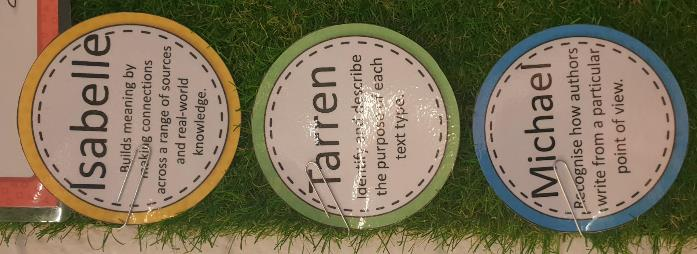 Isabelle
Builds meaning by
making connections
across a range of sources
and real-world
knowledge.
Tarren
Identify and describe
the purpose of each
text type.
Michael
Recognise how authors
write from a particular
point of view.